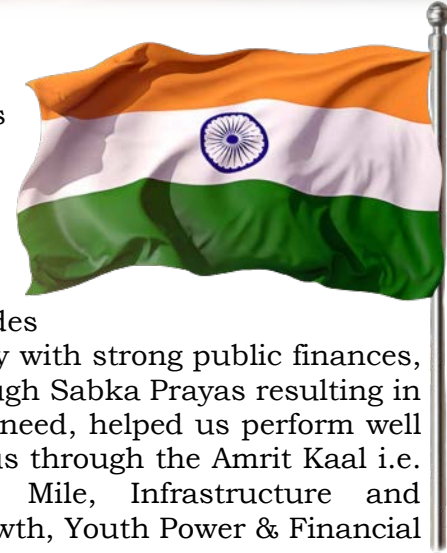 s
des
y with strong public finances,
ugh Sabka Prayas resulting in
need, helped us perform well
us through the Amrit Kaal i.e.
Mile, Infrastructure and
wth, Youth Power & Financial